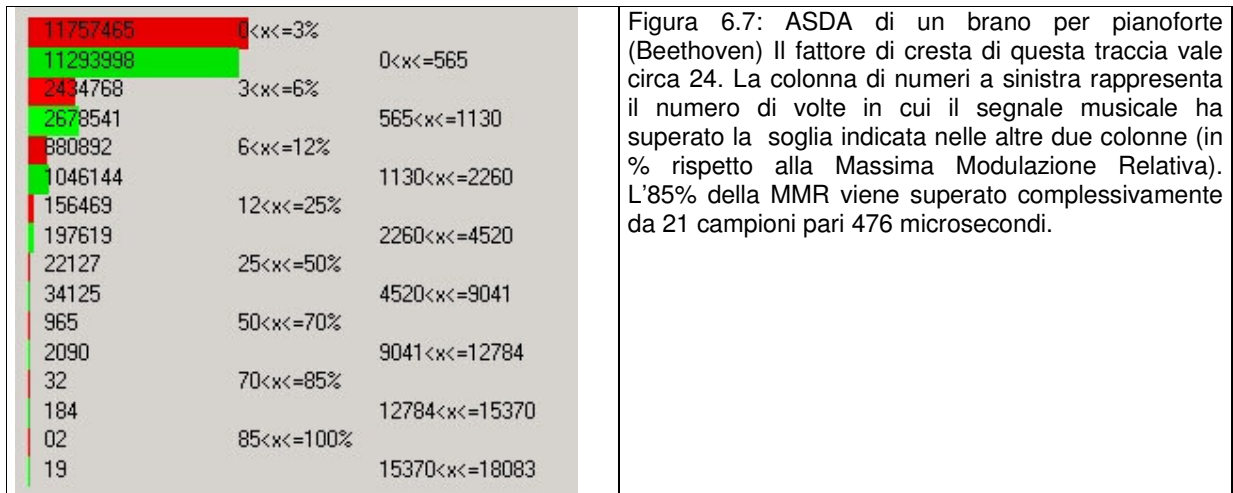 11757465 0<x<=3%
11293998 0<x<=565
2434768 3<x<=6%
2678541 565<x<=1130
880892 6<x<=12%
1046144 1130<x<=2260
156469 12<x<=25%
197619 2260<x<=4520
22127 25<x<=50%
34125 4520<x<=9041
965 50<x<=70%
2090 9041<x<=12784
32 70<x<=85%
184 12784<x<=15370
02 85<x<=100%
19 15370<x<=18083
Figura 6.7: ASDA di un brano per pianoforte
(Beethoven) Il fattore di cresta di questa traccia vale
circa 24. La colonna di numeri a sinistra rappresenta
il numero di volte in cui il segnale musicale ha
superato la soglia indicata nelle altre due colonne (in
% rispetto alla Massima Modulazione Relativa).
L'85% della MMR viene superato complessivamente
da 21 campioni pari 476 microsecondi.